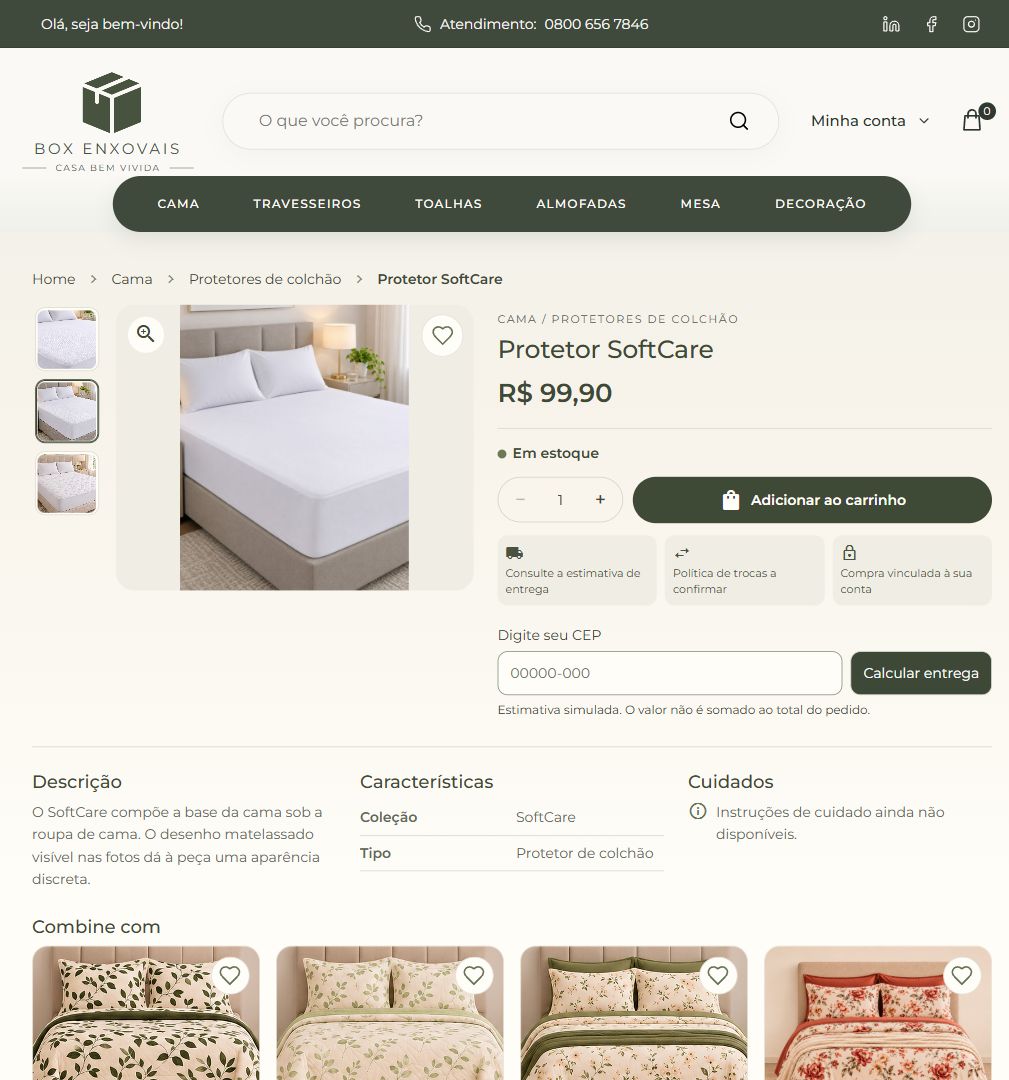 Olá, seja bem-vindo!
Atendimento: 0800 656 7846
BOX ENXOVAIS
CASA BEM VIVIDA
O que você procura?
Minha conta
0
CAMA TRAVESSEIROS TOALHAS ALMOFADAS MESA DECORAÇÃO
Home > Cama > Protetores de colchão > Protetor SoftCare
CAMA / PROTETORES DE COLCHÃO
Protetor SoftCare
R$ 99,90
Em estoque
− 1 +
Adicionar ao carrinho
Consulte a estimativa de
entrega
Política de trocas a
confirmar
Compra vinculada à sua
conta
Digite seu CEP
00000-000
Calcular entrega
Estimativa simulada. O valor não é somado ao total do pedido.
Descrição
O SoftCare compõe a base da cama sob a
roupa de cama. O desenho matelassado
visível nas fotos dá à peça uma aparência
discreta.
Características
Coleção SoftCare
Tipo Protetor de colchão
Cuidados
Instruções de cuidado ainda não
disponíveis.
Combine com